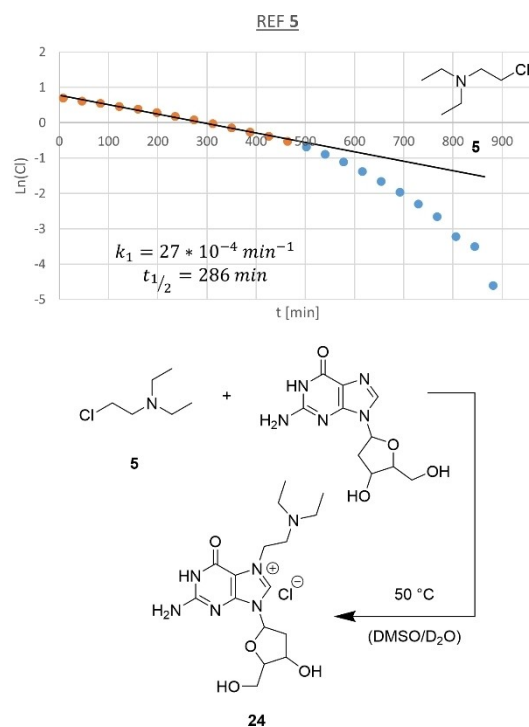 REF 5
2
1
0
-1
-2
-3
-4
-5
0 100 200 300 400 500 600 700 800 900
Ln(Cl)
t [min]
N
Cl
5
k₁ = 27 * 10⁻⁴ min⁻¹
t₁/₂ = 286 min
Cl
N
5
+
O
HN
H₂N
N
N
N
O
HO
OH
N
O
HN
H₂N
N
N
⊕
N
Cl ⊖
O
OH
HO
24
50 °C
(DMSO/D₂O)